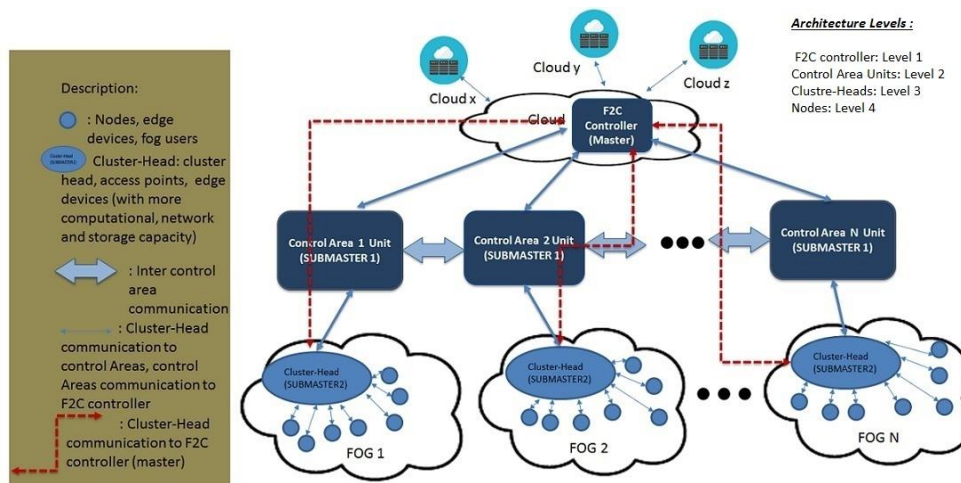 Architecture Levels :
F2C controller: Level 1
Control Area Units: Level 2
Clustre-Heads: Level 3
Nodes: Level 4
Cloud x
Cloud y
Cloud z
Cloud
F2C
Controller
(Master)
Control Area 1 Unit
(SUBMASTER 1)
Control Area 2 Unit
(SUBMASTER 1)
Control Area N Unit
(SUBMASTER 1)
Cluster-Head
(SUBMASTER2)
FOG 1
Cluster-Head
(SUBMASTER2)
FOG 2
Cluster-Head
(SUBMASTER2)
FOG N
Description:
: Nodes, edge
devices, fog users
Cluster-Head
(SUBMASTER2)
Cluster-Head: cluster
head, access points, edge
devices (with more
computational, network
and storage capacity)
: Inter control
area
communication
: Cluster-Head
communication to
control Areas, control
Areas communication to
F2C controller
: Cluster-Head
communication to F2C
controller (master)